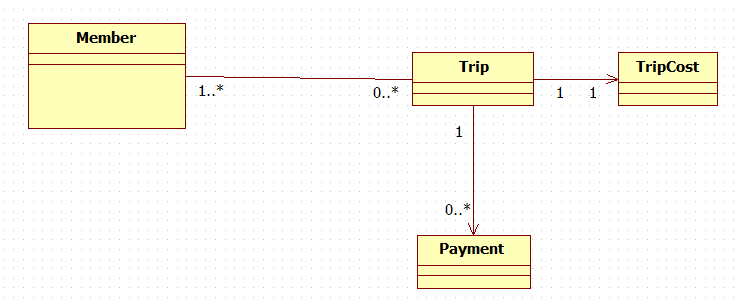 Member
Trip
TripCost
1..*
0..*
1
1
1
0..*
Payment